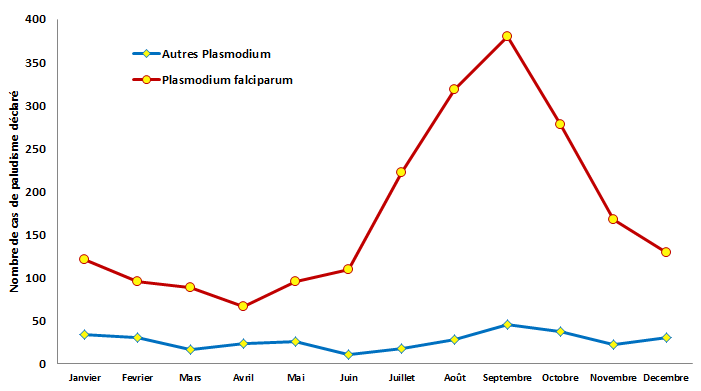 400
350
300
250
200
150
100
50
0
Nombre de cas de paludisme déclaré
Autres Plasmodium
Plasmodium falciparum
Janvier Fevrier Mars Avril Mai Juin Juillet Août Septembre Octobre Novembre Decembre